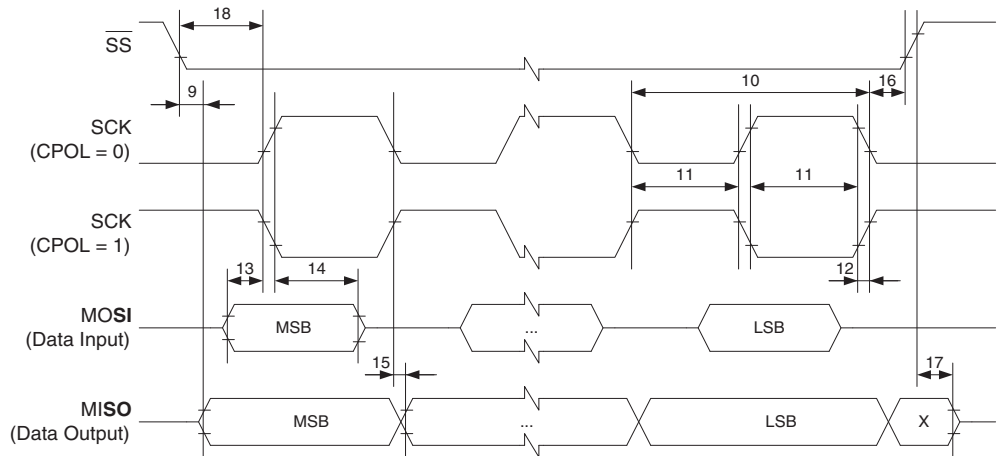 18
SS
9
10
16
SCK
(CPOL = 0)
11
11
SCK
(CPOL = 1)
13
14
12
MOSI
(Data Input)
MSB
...
LSB
15
17
MISO
(Data Output)
MSB
...
LSB
X